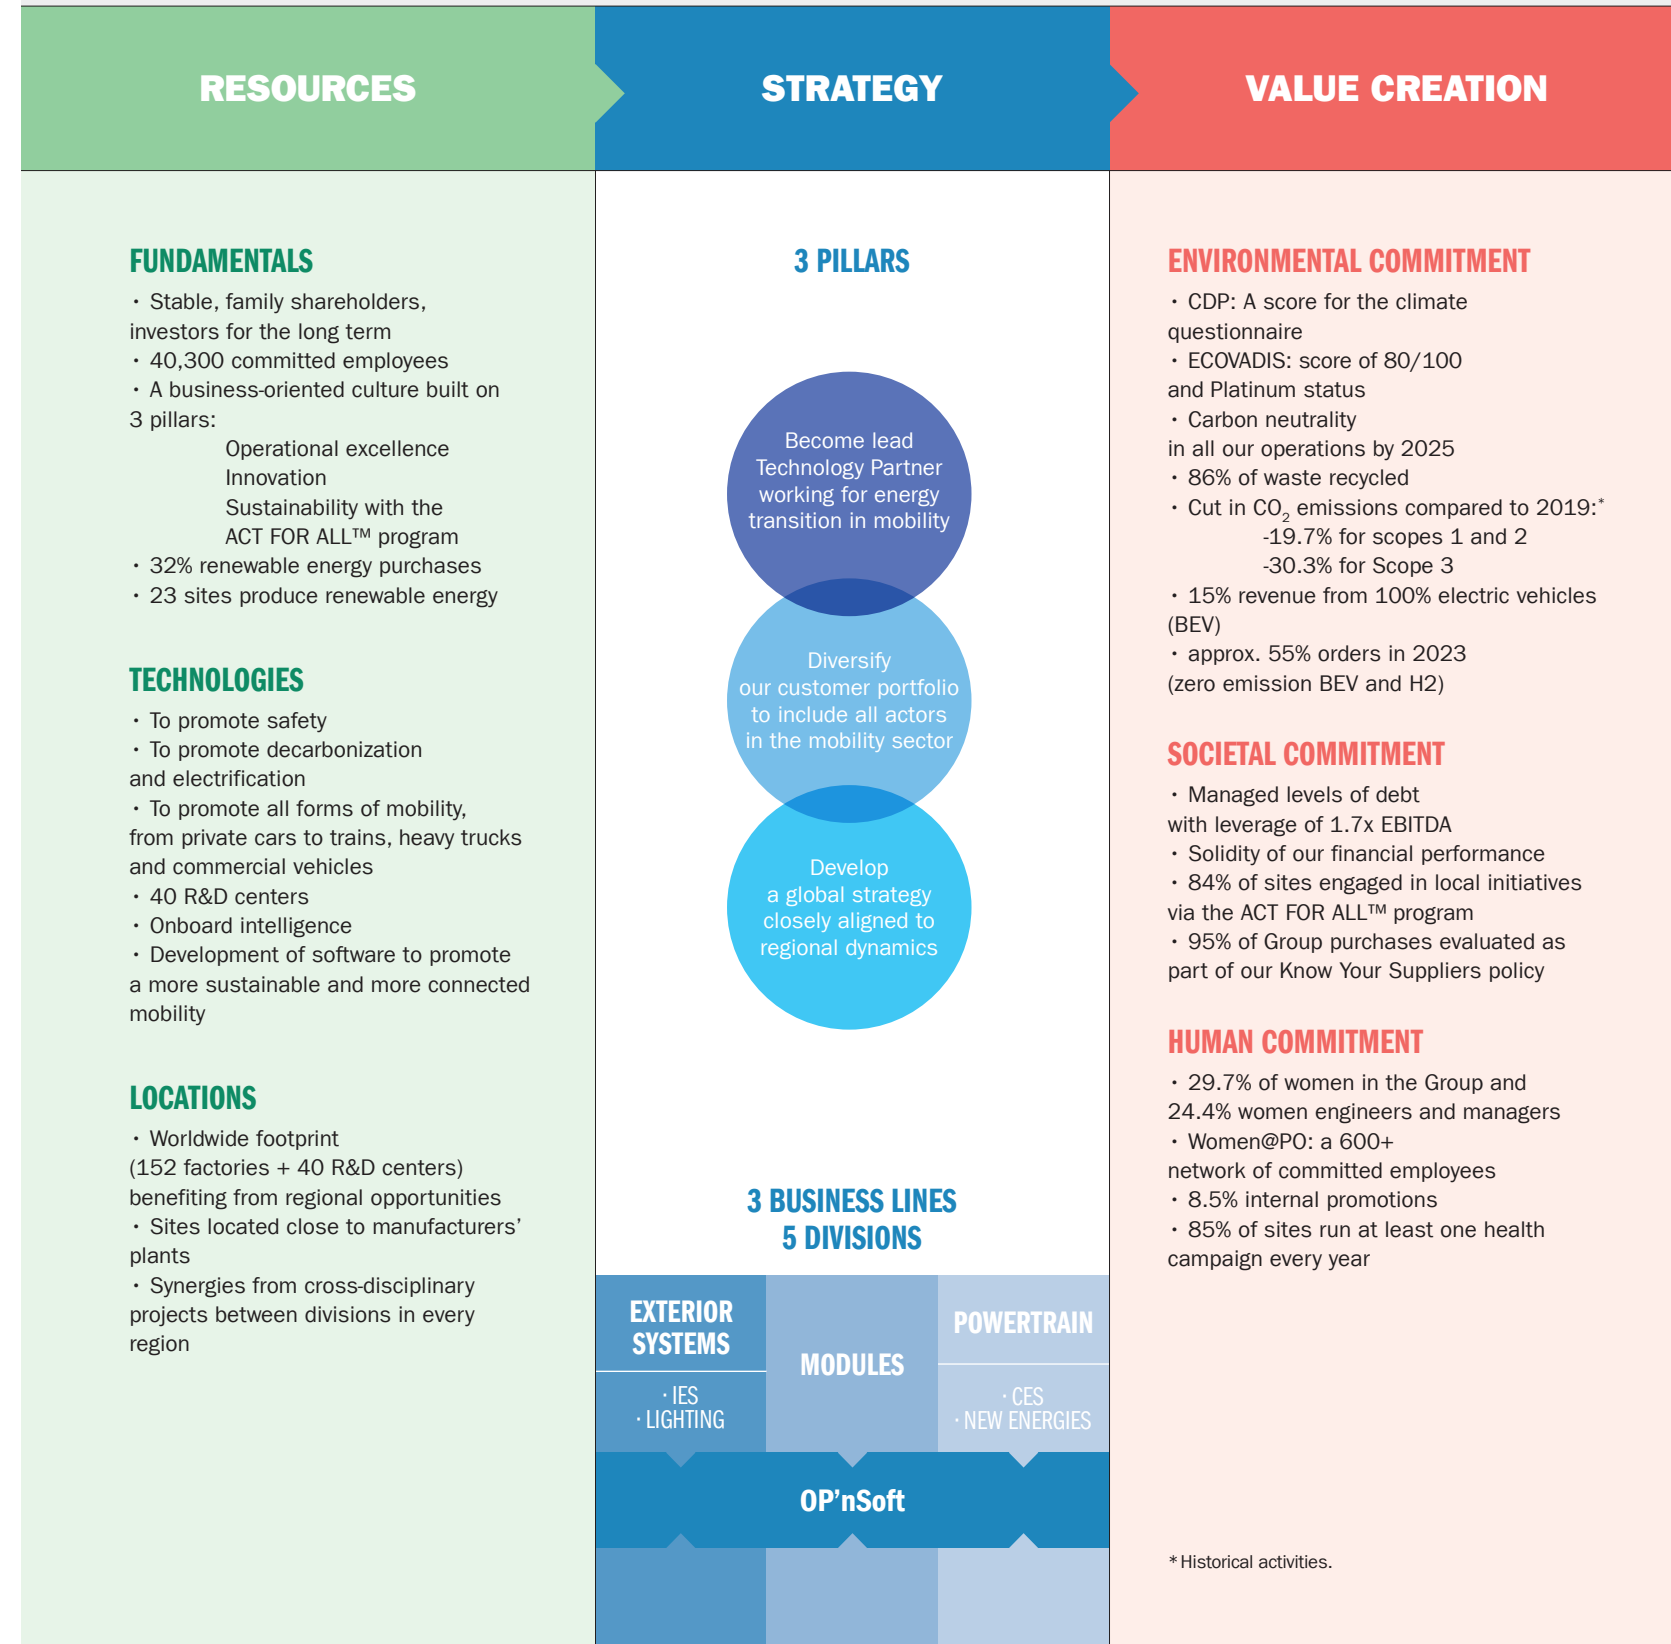 RESOURCES
STRATEGY
VALUE CREATION
FUNDAMENTALS
· Stable, family shareholders,
investors for the long term
· 40,300 committed employees
· A business-oriented culture built on
3 pillars:
Operational excellence
Innovation
Sustainability with the
ACT FOR ALL™ program
· 32% renewable energy purchases
· 23 sites produce renewable energy
TECHNOLOGIES
· To promote safety
· To promote decarbonization
and electrification
· To promote all forms of mobility,
from private cars to trains, heavy trucks
and commercial vehicles
· 40 R&D centers
· Onboard intelligence
· Development of software to promote
a more sustainable and more connected
mobility
LOCATIONS
· Worldwide footprint
(152 factories + 40 R&D centers)
benefiting from regional opportunities
· Sites located close to manufacturers’
plants
· Synergies from cross-disciplinary
projects between divisions in every
region
3 PILLARS
Become lead
Technology Partner
working for energy
transition in mobility
Diversify
our customer portfolio
to include all actors
in the mobility sector
Develop
a global strategy
closely aligned to
regional dynamics
3 BUSINESS LINES
5 DIVISIONS
EXTERIOR
SYSTEMS
· IES
· LIGHTING
MODULES
POWERTRAIN
· CES
· NEW ENERGIES
OP’nSoft
ENVIRONMENTAL COMMITMENT
· CDP: A score for the climate
questionnaire
· ECOVADIS: score of 80/100
and Platinum status
· Carbon neutrality
in all our operations by 2025
· 86% of waste recycled
· Cut in CO₂ emissions compared to 2019:*
-19.7% for scopes 1 and 2
-30.3% for Scope 3
· 15% revenue from 100% electric vehicles
(BEV)
· approx. 55% orders in 2023
(zero emission BEV and H2)
SOCIETAL COMMITMENT
· Managed levels of debt
with leverage of 1.7x EBITDA
· Solidity of our financial performance
· 84% of sites engaged in local initiatives
via the ACT FOR ALL™ program
· 95% of Group purchases evaluated as
part of our Know Your Suppliers policy
HUMAN COMMITMENT
· 29.7% of women in the Group and
24.4% women engineers and managers
· Women@PO: a 600+
network of committed employees
· 8.5% internal promotions
· 85% of sites run at least one health
campaign every year
* Historical activities.